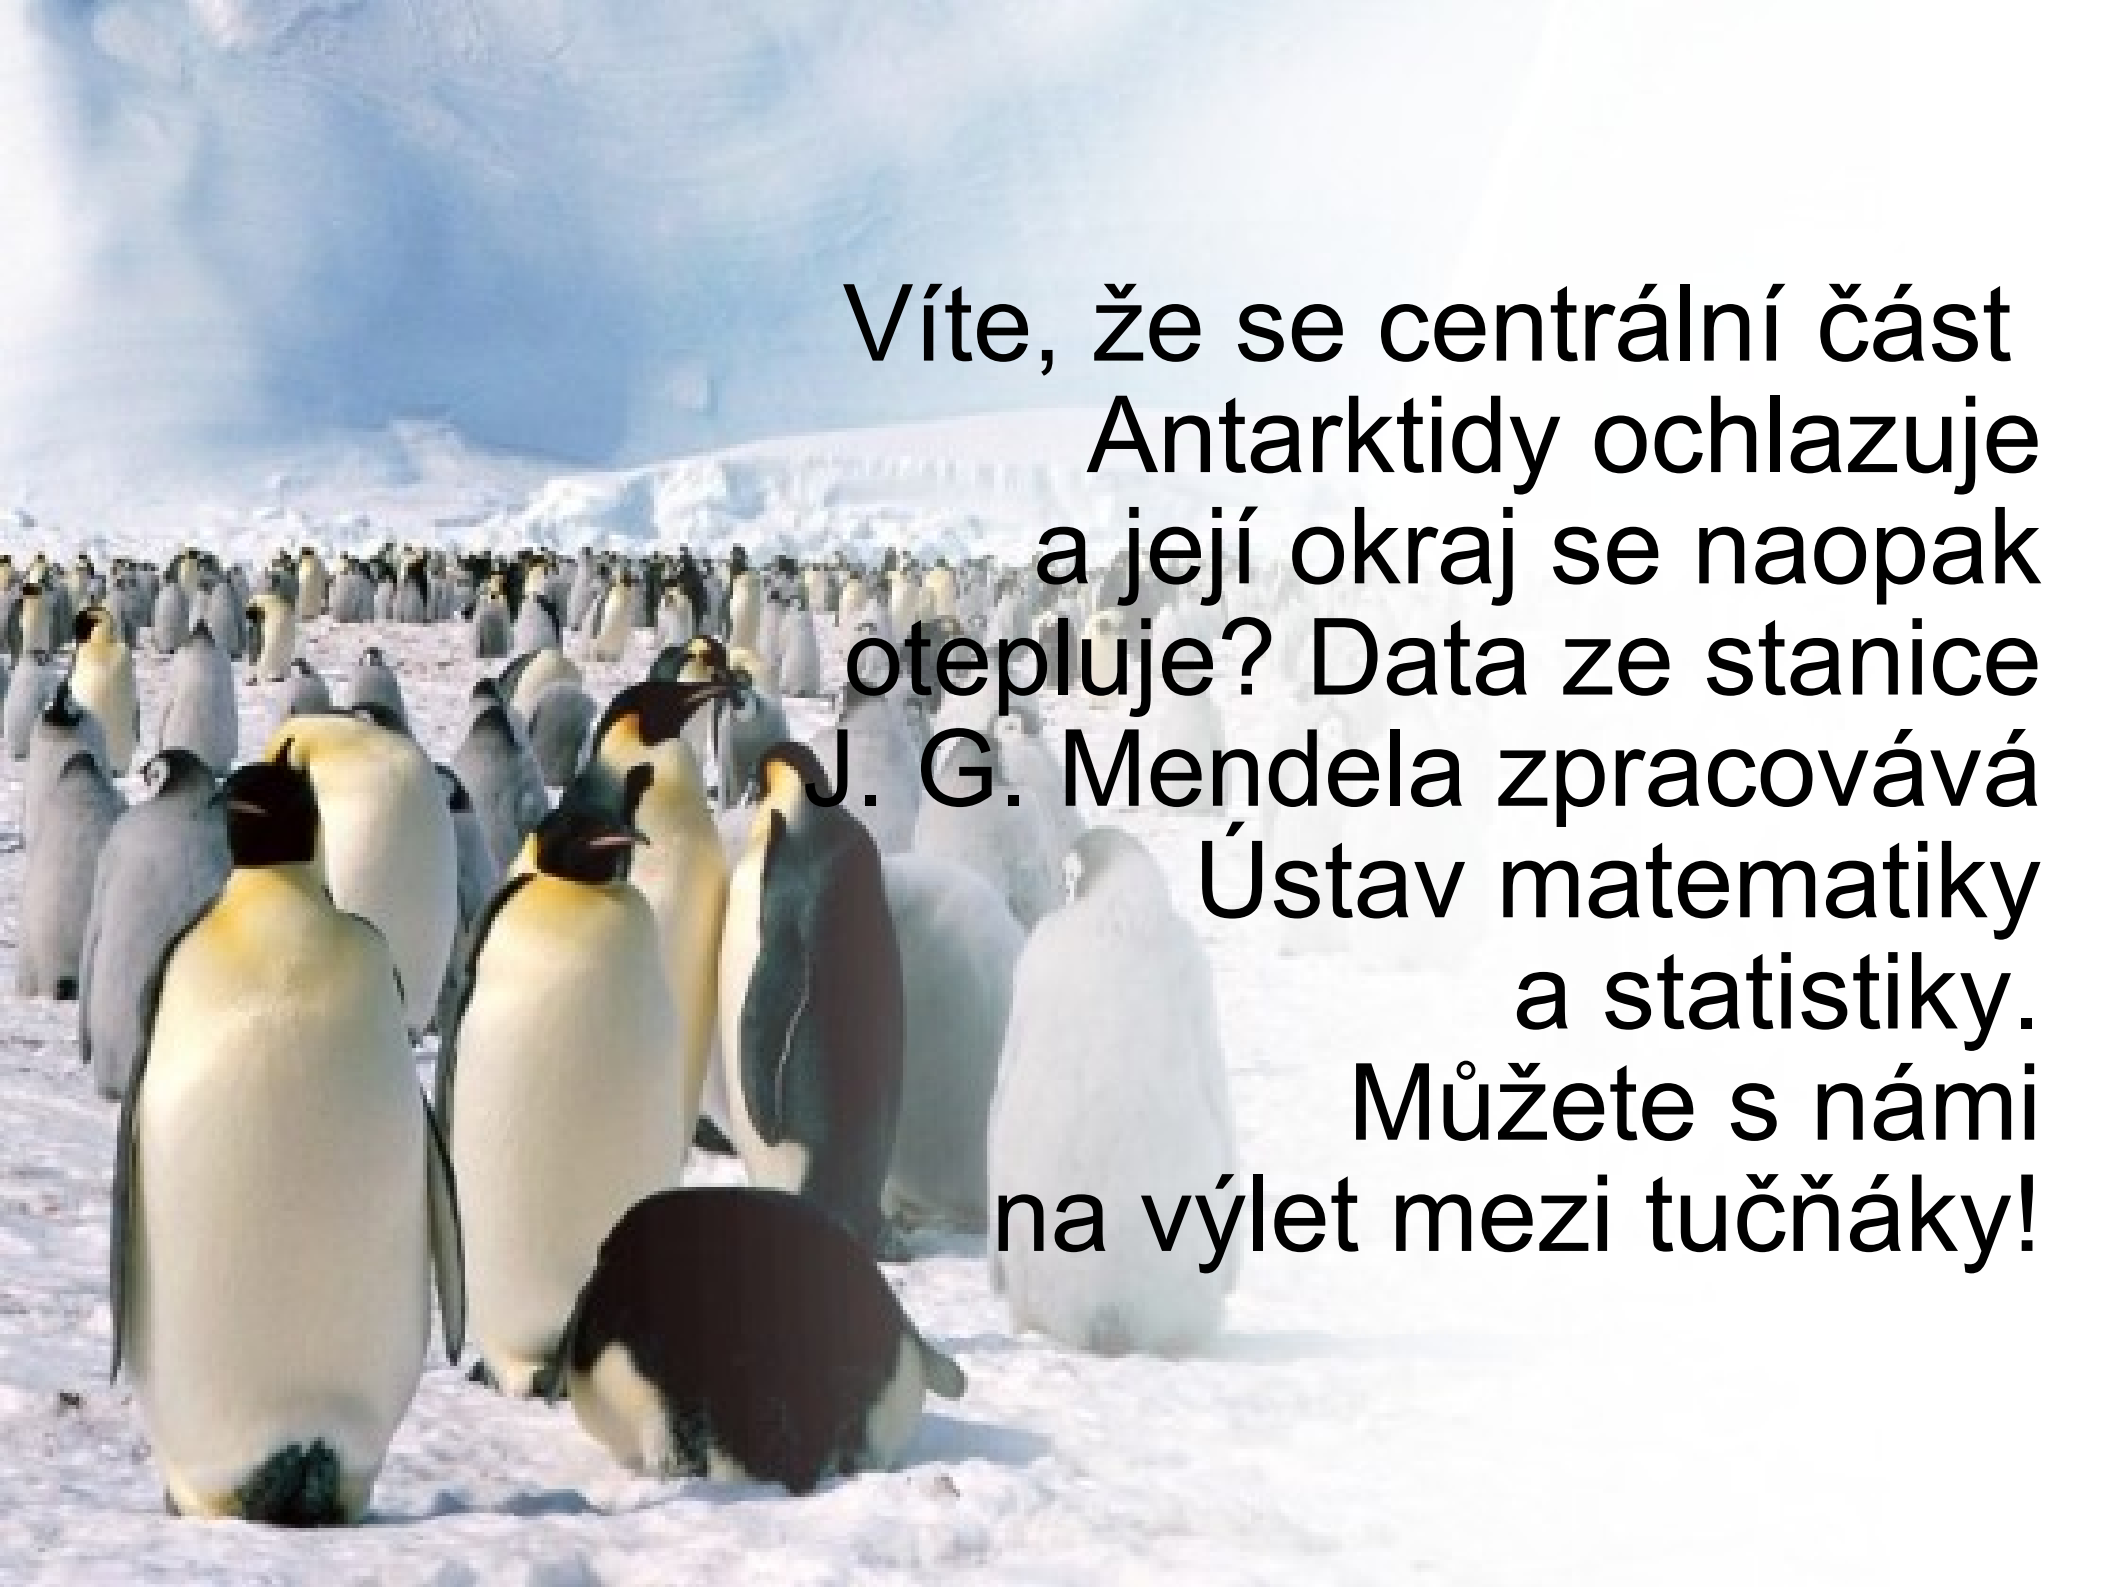 Víte, že se centrální část
Antarktidy ochlazuje
a její okraj se naopak
otepluje? Data ze stanice
J. G. Mendela zpracovává
Ústav matematiky
a statistiky.
Můžete s námi
na výlet mezi tučňáky!